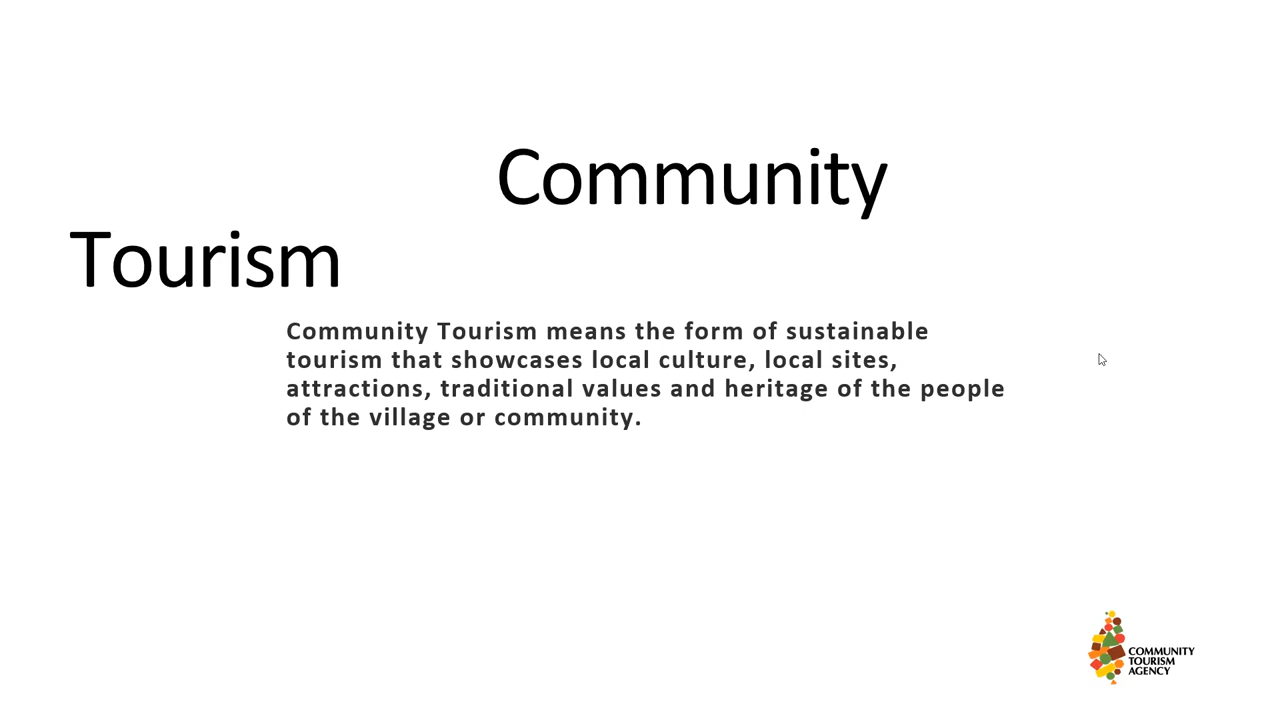 Community
Tourism
Community Tourism means the form of sustainable
tourism that showcases local culture, local sites,
attractions, traditional values and heritage of the people
of the village or community.
COMMUNITY
TOURISM
AGENCY